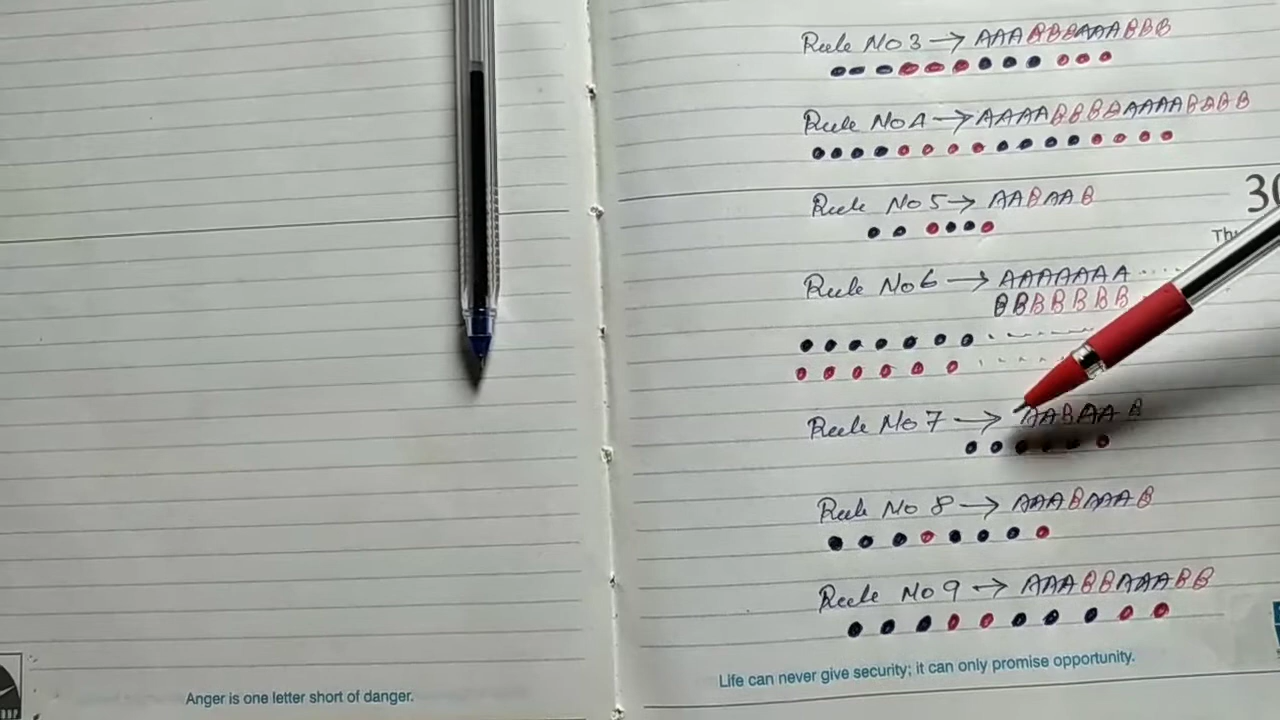 Anger is one letter short of danger.
Rule No 3 → AAABBBAAABBB
Rule No 4 → AAAABBBBAAAABBBB
Rule No 5 → AABAAB
30
Rule No 6 → AAAAAAA ....
BBBBBBB
Rule No 7 → AABAAB
Rule No 8 → AAABAAAB
Rule No 9 → AAABBAAABB
Life can never give security; it can only promise opportunity.